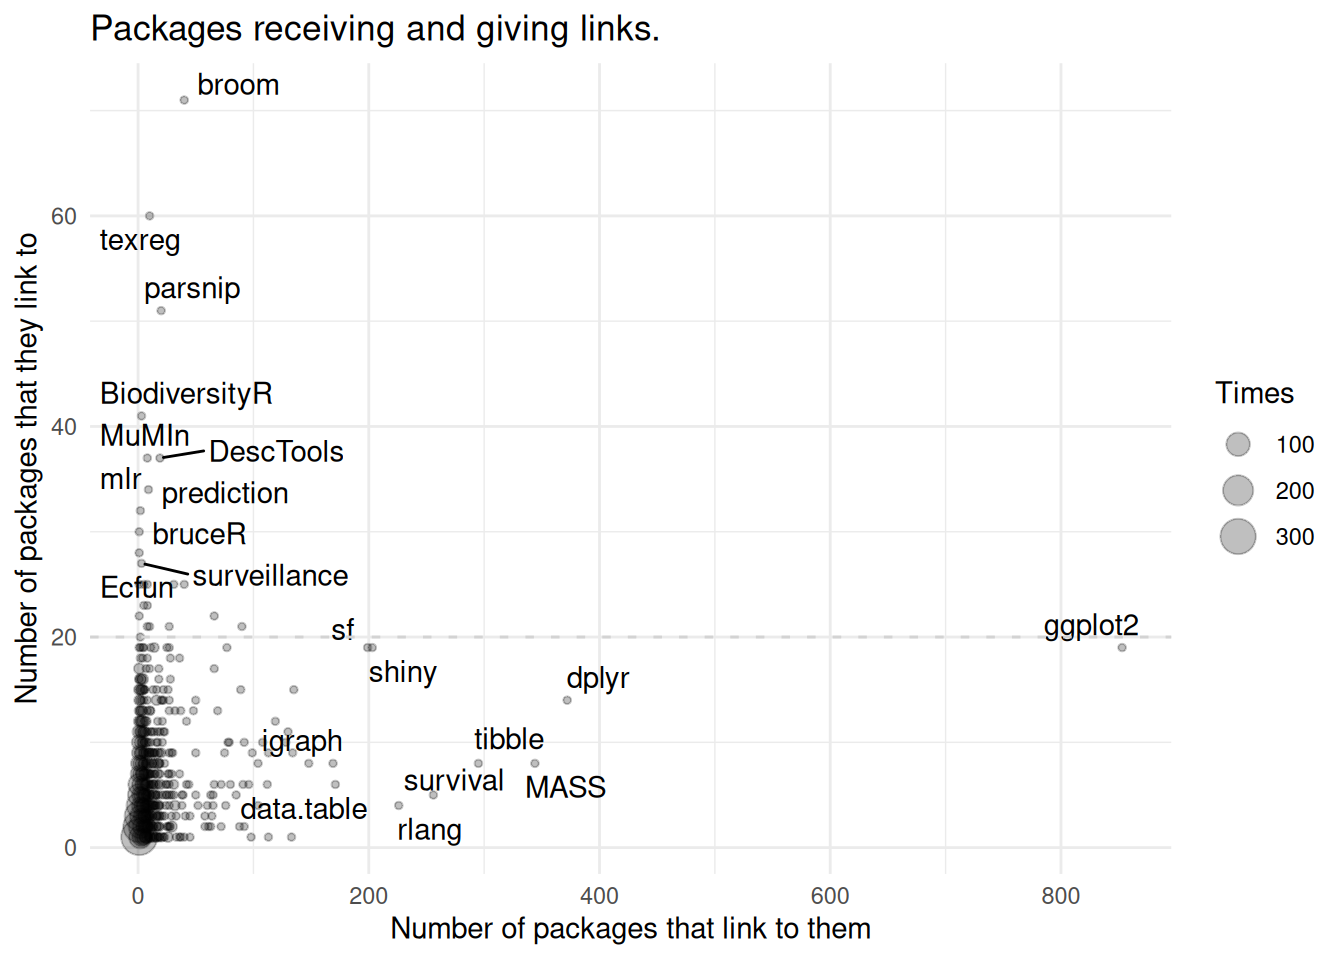 Packages receiving and giving links.
broom
60
texreg
parsnip
BiodiversityR
40
MuMIn
DescTools
mlr
prediction
bruceR
surveillance
Ecfun
20
sf
ggplot2
shiny
dplyr
igraph
tibble
survival
MASS
data.table
rlang
0
0
200
400
600
800
Number of packages that link to them
Number of packages that they link to
Times
100
200
300